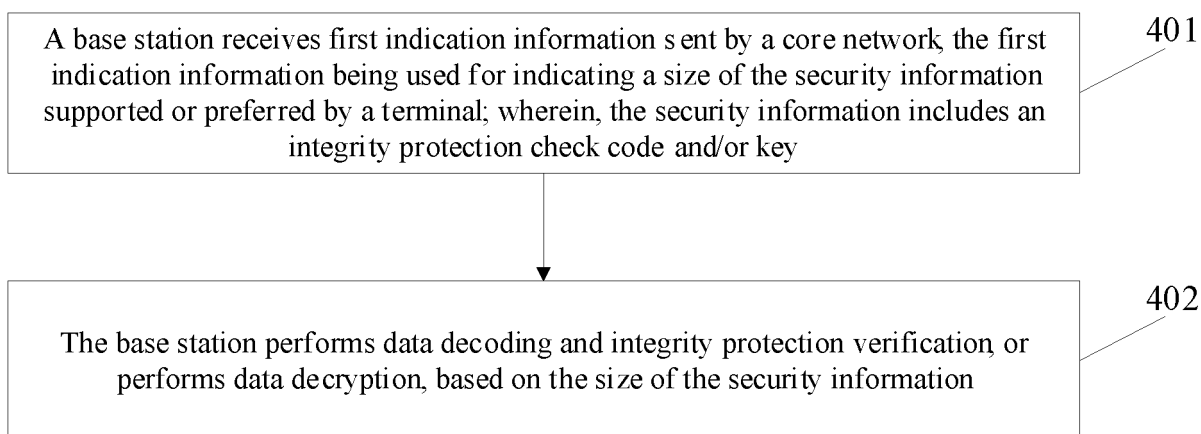 A base station receives first indication information sent by a core network, the first
indication information being used for indicating a size of the security information
supported or preferred by a terminal; wherein, the security information includes an
integrity protection check code and/or key
401
The base station performs data decoding and integrity protection verification, or
performs data decryption, based on the size of the security information
402